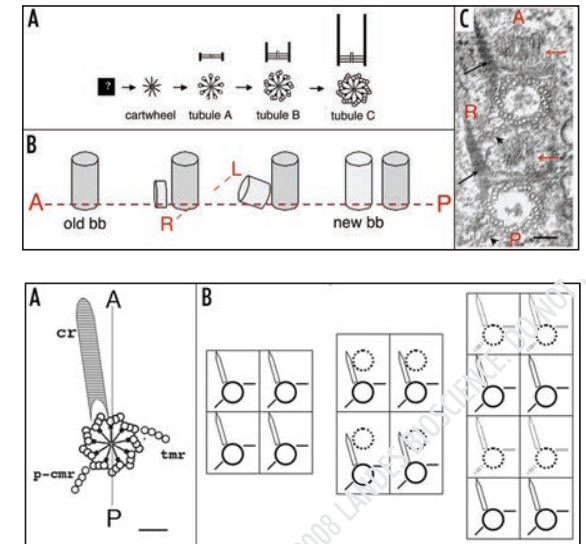 A
?
cartwheel tubule A tubule B tubule C
B
A
L
R
P
old bb
new bb
C
A
R
P
A
A
cr
tmr
p-cmr
P
B
2008 LANDES BIOSCIENCE. DO NOT